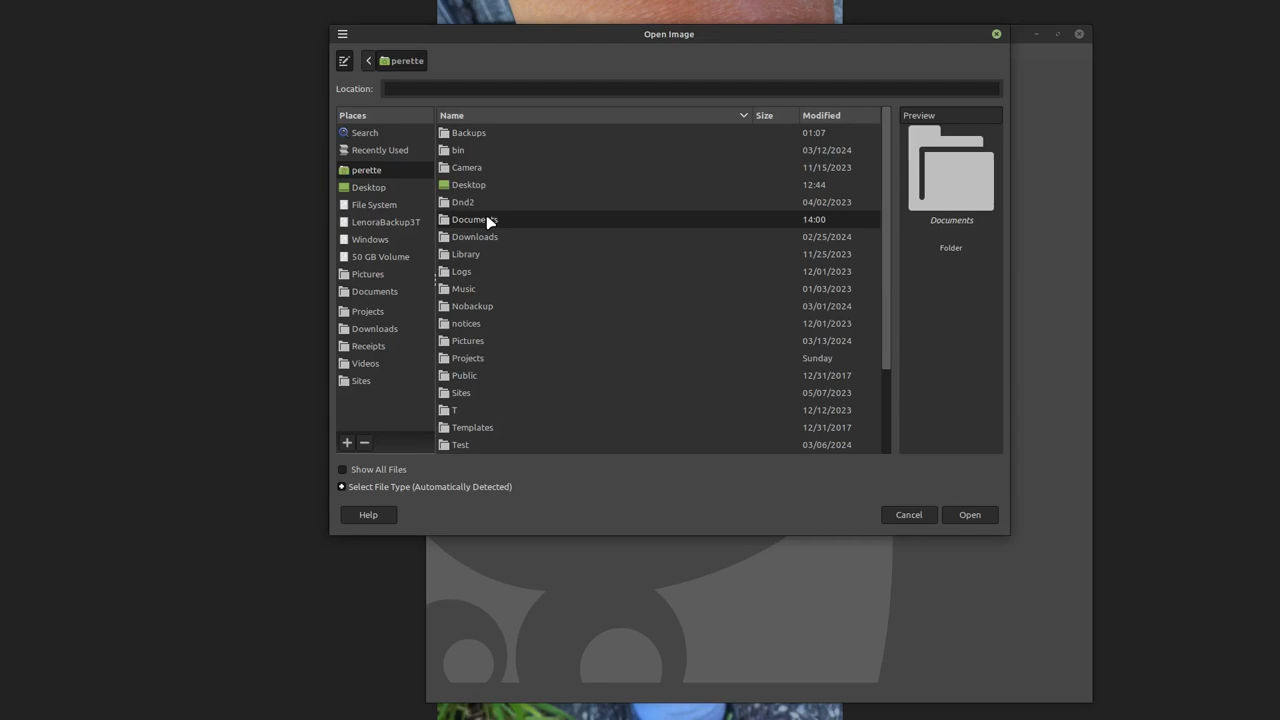 Open Image
perette
Location:
Places
Search
Recently Used
perette
Desktop
File System
LenoraBackup3T
Windows
50 GB Volume
Pictures
Documents
Projects
Downloads
Receipts
Videos
Sites
Name Size Modified
Backups 01:07
bin 03/12/2024
Camera 11/15/2023
Desktop 12:44
Dnd2 04/02/2023
Documents 14:00
Downloads 02/25/2024
Library 11/25/2023
Logs 12/01/2023
Music 01/03/2023
Nobackup 03/01/2024
notices 12/01/2023
Pictures 03/13/2024
Projects Sunday
Public 12/31/2017
Sites 05/07/2023
T 12/12/2023
Templates 12/31/2017
Test 03/06/2024
Preview
Documents
Folder
Show All Files
Select File Type (Automatically Detected)
Help Cancel Open